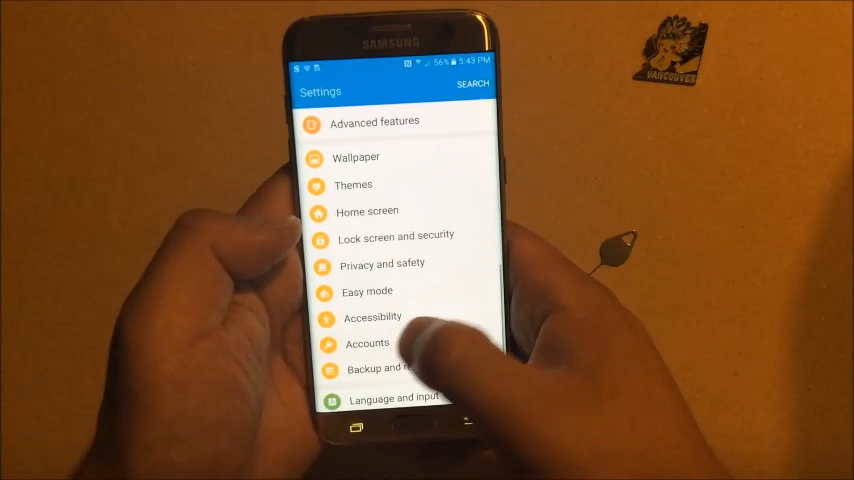 SAMSUNG
56% 5:43 PM
Settings
SEARCH
Advanced features
Wallpaper
Themes
Home screen
Lock screen and security
Privacy and safety
Easy mode
Accessibility
Accounts
Backup and
Language and input
VANCOUVER